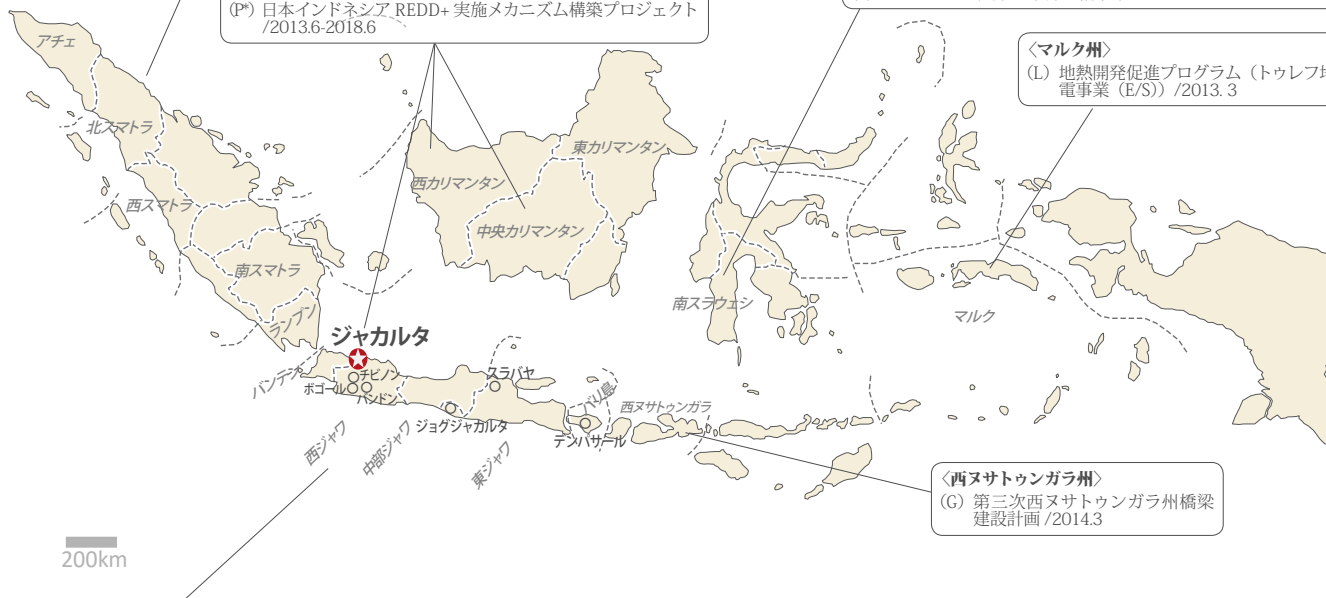 (P*) 日本インドネシア REDD+ 実施メカニズム構築プロジェクト
/2013.6-2018.6
〈マルク州〉
(L) 地熱開発促進プログラム（トゥレフ地
電事業（E/S））/2013. 3
アチェ
北スマトラ
西スマトラ
南スマトラ
ランプン
西カリマンタン
東カリマンタン
中央カリマンタン
南スラウェシ
マルク
ジャカルタ
バンテン
チビノン
ボゴール
バンドン
スラバヤ
ジョグジャカルタ
バリ島
デンパサール
西ヌサトゥンガラ
西ジャワ
中部ジャワ
東ジャワ
〈西ヌサトゥンガラ州〉
(G) 第三次西ヌサトゥンガラ州橋梁
建設計画 /2014.3
200km